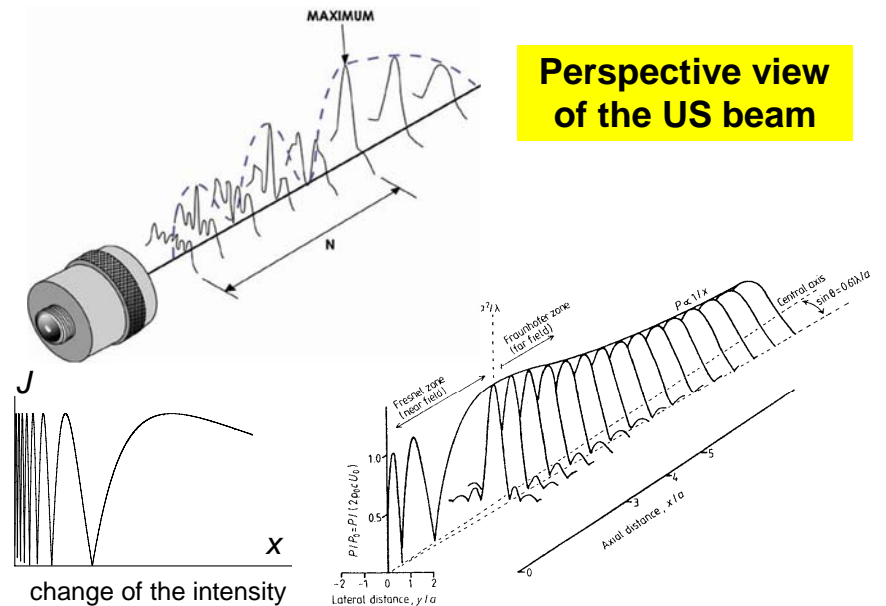 MAXIMUM
Perspective view
of the US beam
N
P ∝ 1/x
Central axis
sin θ = 0.61λ/a
Fraunhofer zone
(far field)
Fresnel zone
(near field)
J
x
change of the intensity
1.0
0.5
P/P₀=P/(2ρ₀cU₀)
-2 -1 0 1 2
Lateral distance, y/a
0
3
4
5
Axial distance, x/a